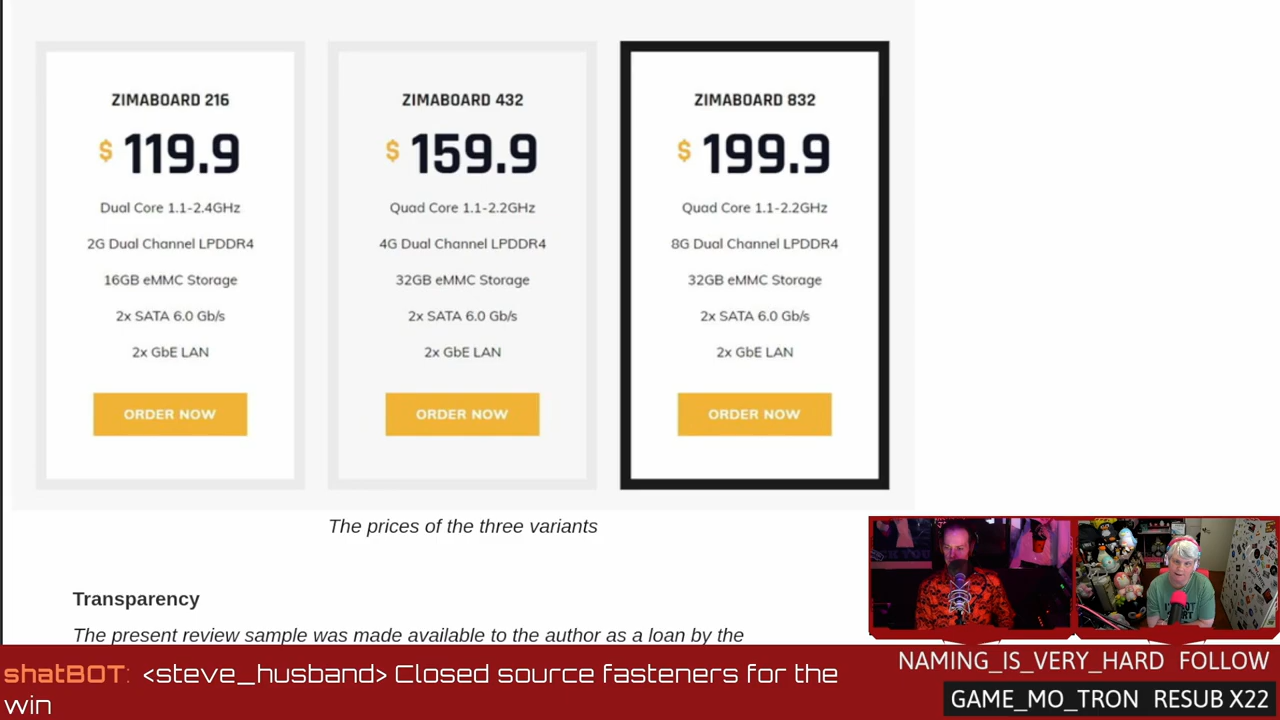 ZIMABOARD 216
$ 119.9
Dual Core 1.1-2.4GHz
2G Dual Channel LPDDR4
16GB eMMC Storage
2x SATA 6.0 Gb/s
2x GbE LAN
ORDER NOW
ZIMABOARD 432
$ 159.9
Quad Core 1.1-2.2GHz
4G Dual Channel LPDDR4
32GB eMMC Storage
2x SATA 6.0 Gb/s
2x GbE LAN
ORDER NOW
ZIMABOARD 832
$ 199.9
Quad Core 1.1-2.2GHz
8G Dual Channel LPDDR4
32GB eMMC Storage
2x SATA 6.0 Gb/s
2x GbE LAN
ORDER NOW
The prices of the three variants
Transparency
The present review sample was made available to the author as a loan by the
shatBOT: <steve_husband> Closed source fasteners for the
win
NAMING_IS_VERY_HARD FOLLOW
GAME_MO_TRON RESUB X22